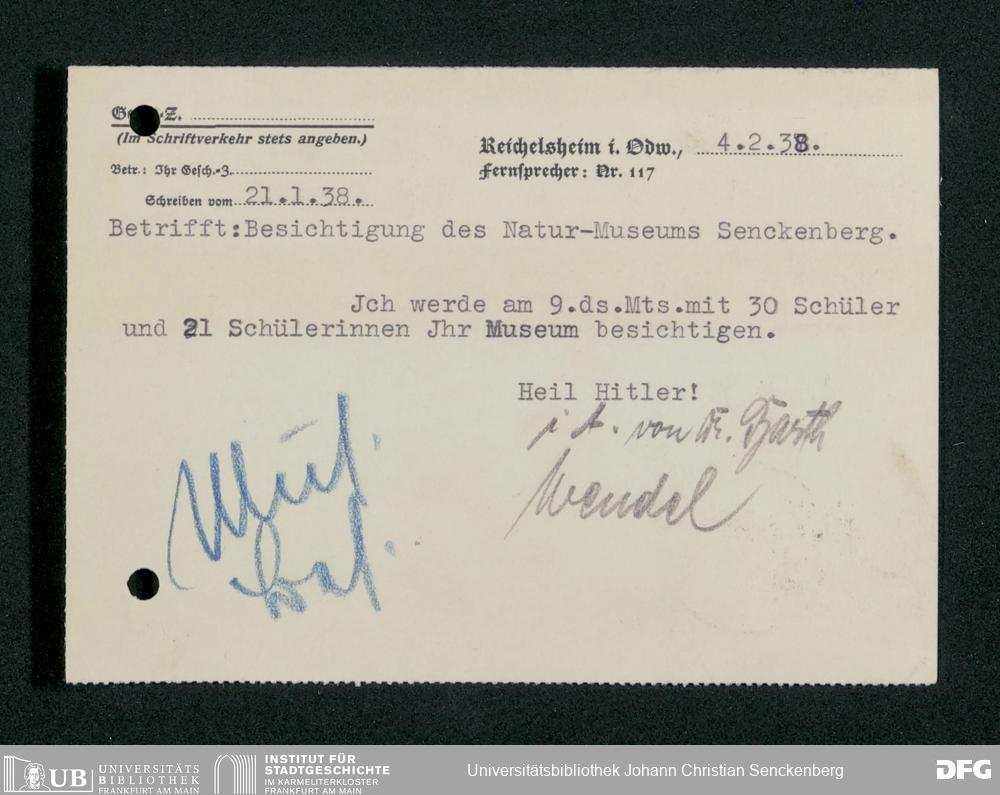 (Im Schriftverkehr stets angeben.)
Betr.: Ihr Gesch.-Z.
Schreiben vom 21.1.38.
Reichelsheim i. Odw., 4.2.38.
Fernsprecher: Nr. 117
Betrifft:Besichtigung des Natur-Museums Senckenberg.
Jch werde am 9.ds.Mts.mit 30 Schüler
und 21 Schülerinnen Jhr Museum besichtigen.
Heil Hitler!
von Dr. Barth
Wendel
UB UNIVERSITÄTS
BIBLIOTHEK
FRANKFURT AM MAIN
INSTITUT FÜR
STADTGESCHICHTE
IM KARMELITERKLOSTER
FRANKFURT AM MAIN
Universitätsbibliothek Johann Christian Senckenberg
DFG